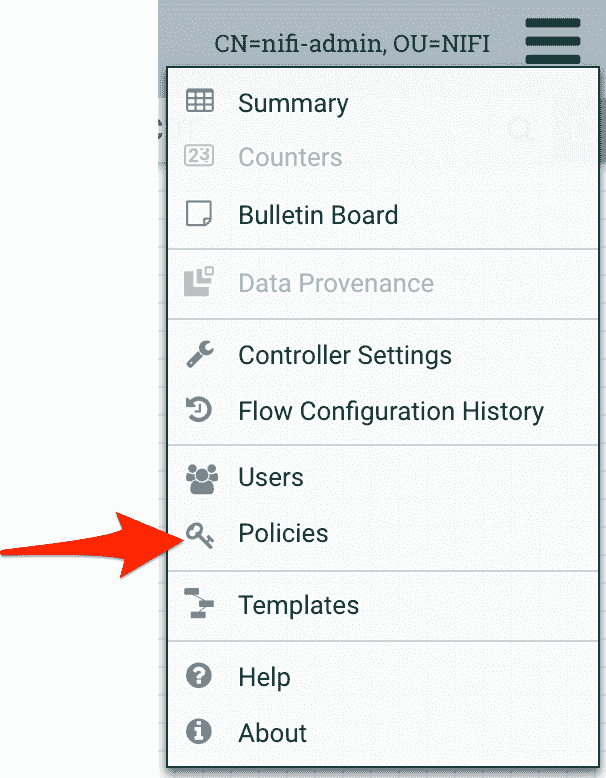 CN=nifi-admin, OU=NIFI
Summary
23
Counters
Bulletin Board
Data Provenance
Controller Settings
Flow Configuration History
Users
Policies
Templates
Help
About